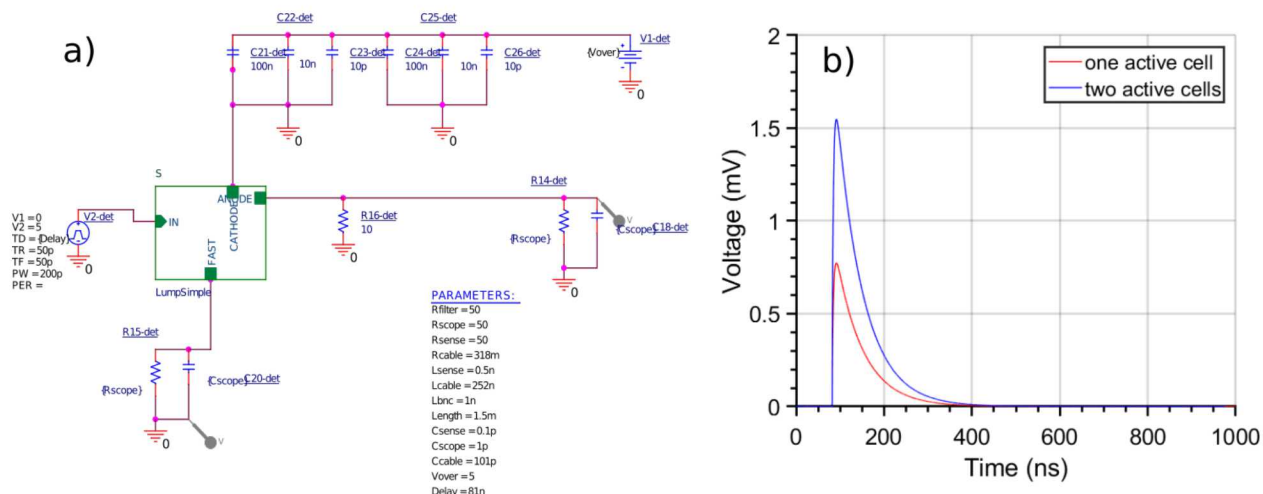 a)
C22-det
C25-det
V1-det
C21-det
100n
10n
C23-det
10p
C24-det
100n
10n
C26-det
10p
{Vover}
0
0
0
S
V1 = 0
V2 = 5
TD = {Delay}
TR = 50p
TF = 50p
PW = 200p
PER =
V2-det
0
IN
CATHODE
ANODE
FAST
LumpSimple
R16-det
10
0
R14-det
{Rscope}
V
{Cscope}
C18-det
0
R15-det
{Rscope}
{Cscope}
C20-det
0
V
PARAMETERS:
Rfilter = 50
Rscope = 50
Rsense = 50
Rcable = 318m
Lsense = 0.5n
Lcable = 252n
Lbnc = 1n
Length = 1.5m
Csense = 0.1p
Cscope = 1p
Ccable = 101p
Vover = 5
Delay = 81n
b)
one active cell
two active cells
2
1.5
1
0.5
0
Voltage (mV)
0 200 400 600 800 1000
Time (ns)